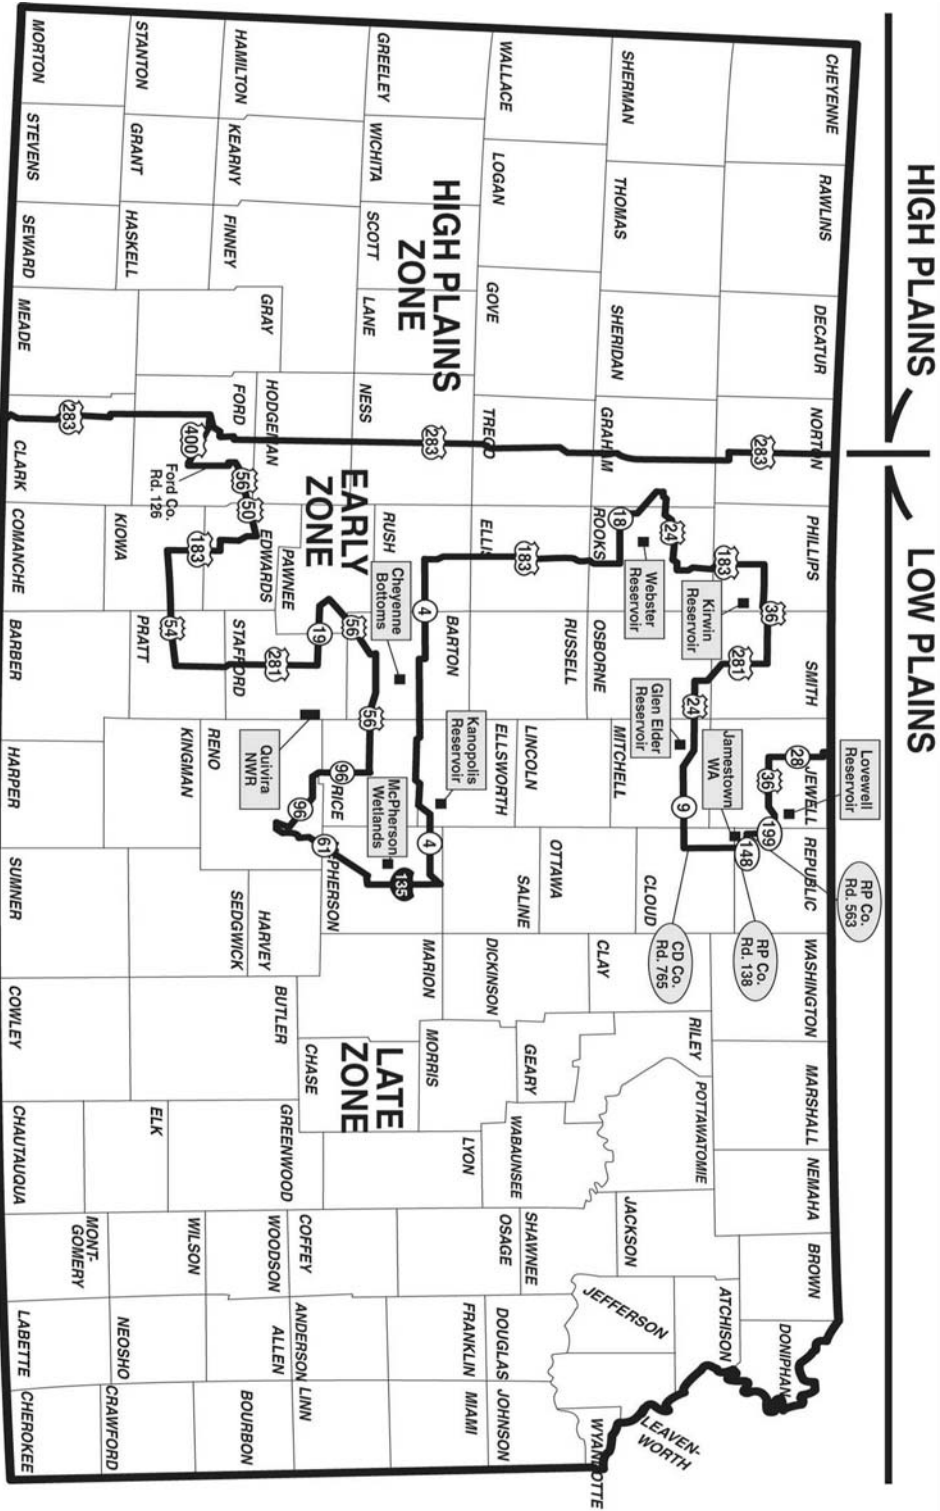 HIGH PLAINS
LOW PLAINS
CHEYENNE
RAWLINS
DECATUR
NORTON
PHILLIPS
SMITH
JEWELL
REPUBLIC
WASHINGTON
MARSHALL
NEMAHA
BROWN
DONIPHAN
Lovewell
Reservoir
RP Co.
Rd. 563
283
183
36
281
28
36
199
148
Kirwin
Reservoir
Jamestown
WA
RP Co.
Rd. 138
SHERMAN
THOMAS
SHERIDAN
GRAHAM
ROOKS
OSBORNE
MITCHELL
CLOUD
CLAY
RILEY
POTTAWATOMIE
JACKSON
ATCHISON
JEFFERSON
LEAVEN-
WORTH
WYANDOTTE
18
24
24
9
Webster
Reservoir
Glen Elder
Reservoir
CD Co.
Rd. 765
WALLACE
LOGAN
GOVE
TREGO
ELLIS
RUSSELL
LINCOLN
OTTAWA
183
ELLSWORTH
SALINE
DICKINSON
GEARY
WABAUNSEE
SHAWNEE
OSAGE
DOUGLAS
JOHNSON
HIGH PLAINS
ZONE
283
4
BARTON
Kanopolis
Reservoir
4
135
MARION
MORRIS
LYON
FRANKLIN
MIAMI
GREELEY
WICHITA
SCOTT
LANE
NESS
RUSH
Cheyenne
Bottoms
McPherson
Wetlands
EARLY
ZONE
LATE
ZONE
56
56
19
96
RICE
96
61
PHERSON
CHASE
COFFEY
ANDERSON
LINN
HAMILTON
KEARNY
FINNEY
GRAY
HODGEMAN
FORD
PAWNEE
EDWARDS
STAFFORD
281
Quivira
NWR
RENO
HARVEY
SEDGWICK
BUTLER
GREENWOOD
WOODSON
ALLEN
BOURBON
400
56
50
Ford Co.
Rd. 126
183
54
STANTON
GRANT
HASKELL
KIOWA
PRATT
KINGMAN
ELK
WILSON
NEOSHO
CRAWFORD
MORTON
STEVENS
SEWARD
MEADE
283
CLARK
COMANCHE
BARBER
HARPER
SUMNER
COWLEY
CHAUTAUQUA
MONT-
GOMERY
LABETTE
CHEROKEE